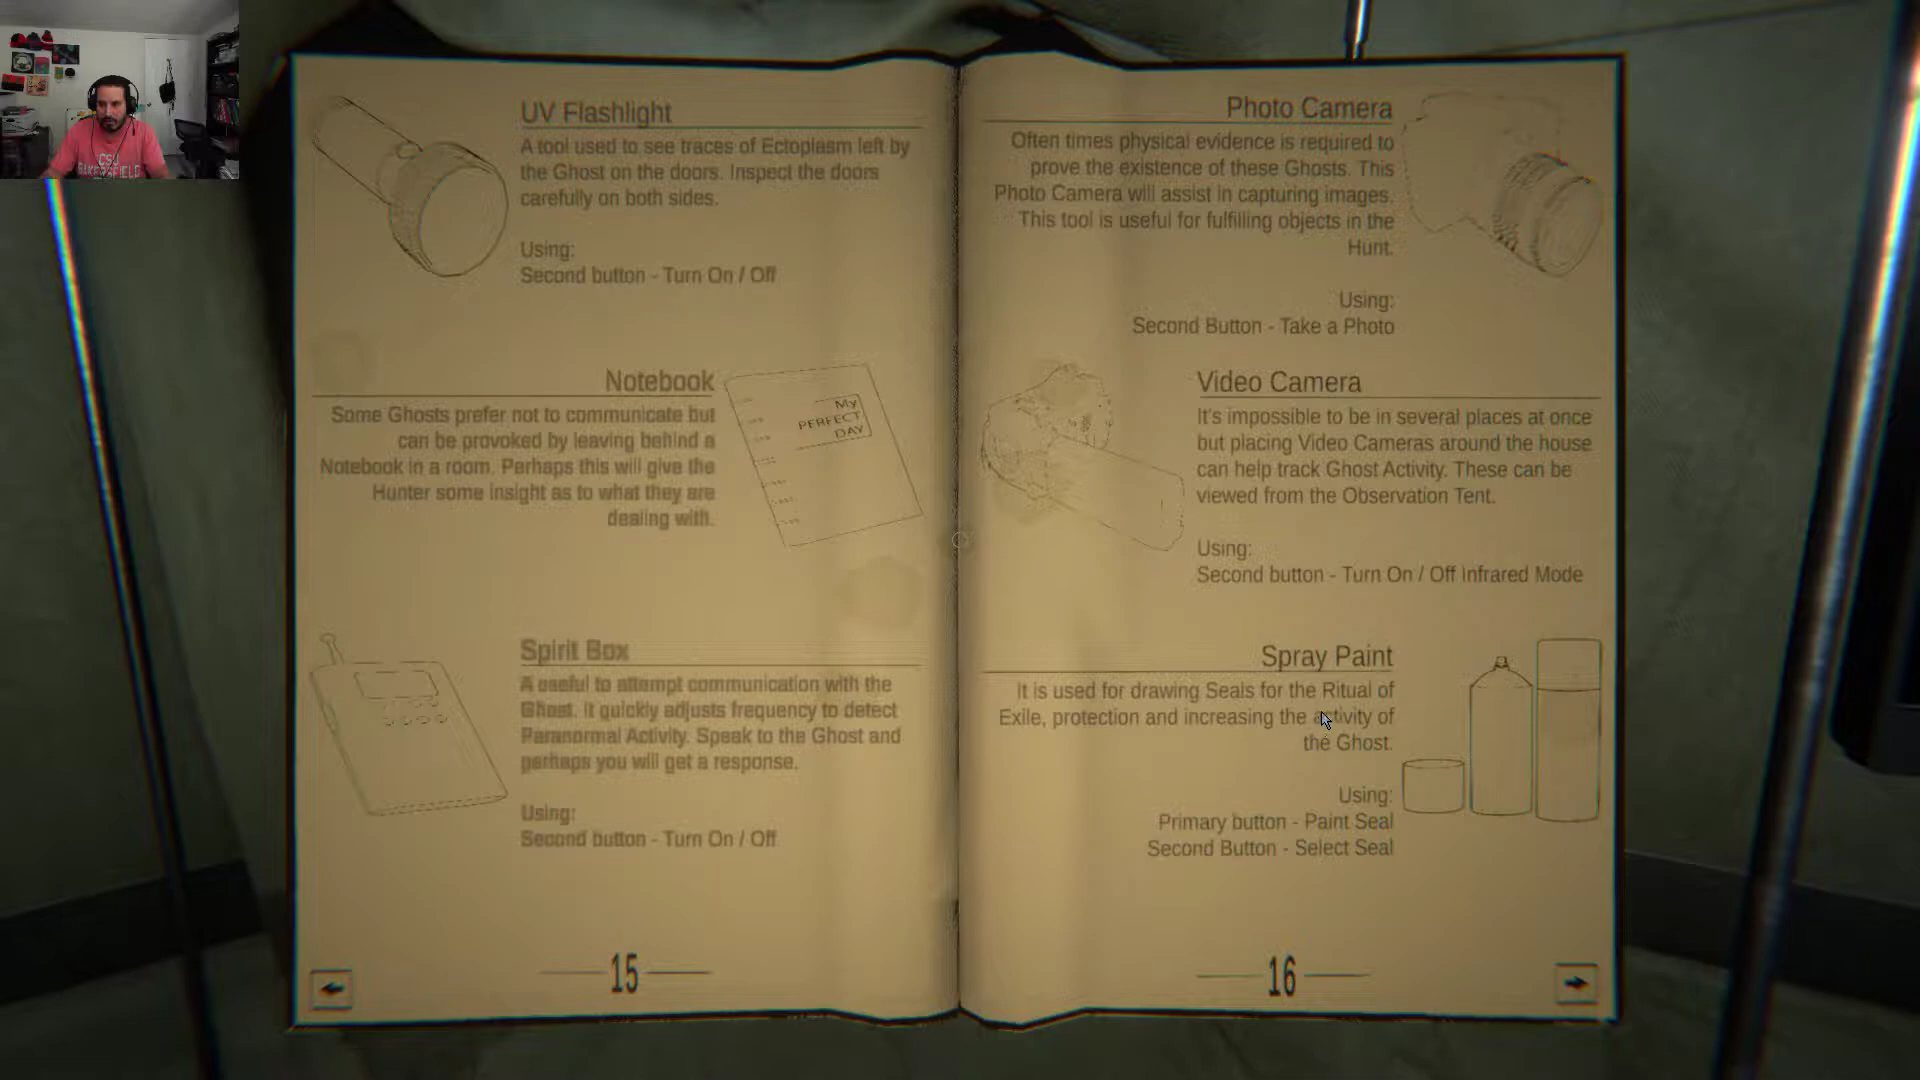 CSU
BAKERSFIELD
UV Flashlight
A tool used to see traces of Ectoplasm left by
the Ghost on the doors. Inspect the doors
carefully on both sides.
Using:
Second button - Turn On / Off
Notebook
Some Ghosts prefer not to communicate but
can be provoked by leaving behind a
Notebook in a room. Perhaps this will give the
Hunter some insight as to what they are
dealing with.
My
PERFECT
DAY
Spirit Box
A useful to attempt communication with the
Ghost. It quickly adjusts frequency to detect
Paranormal Activity. Speak to the Ghost and
perhaps you will get a response.
Using:
Second button - Turn On / Off
15
Photo Camera
Often times physical evidence is required to
prove the existence of these Ghosts. This
Photo Camera will assist in capturing images.
This tool is useful for fulfilling objects in the
Hunt.
Using:
Second Button - Take a Photo
Video Camera
It's impossible to be in several places at once
but placing Video Cameras around the house
can help track Ghost Activity. These can be
viewed from the Observation Tent.
Using:
Second button - Turn On / Off Infrared Mode
Spray Paint
It is used for drawing Seals for the Ritual of
Exile, protection and increasing the activity of
the Ghost.
Using:
Primary button - Paint Seal
Second Button - Select Seal
16